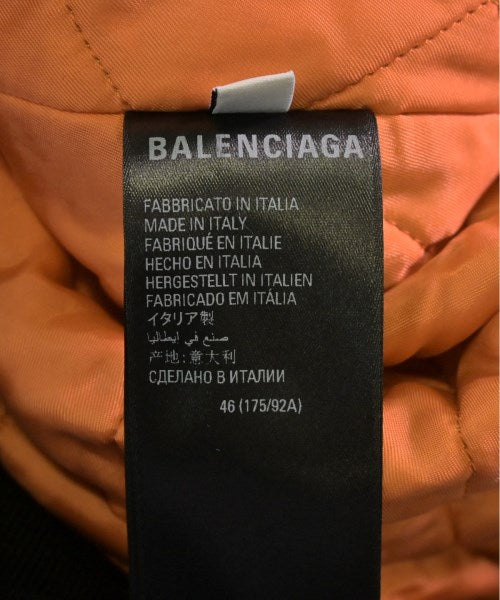 BALENCIAGA
FABBRICATO IN ITALIA
MADE IN ITALY
FABRIQUÉ EN ITALIE
HECHO EN ITALIA
HERGESTELLT IN ITALIEN
FABRICADO EM ITÁLIA
イタリア製
صنع في ايطاليا
产地:意大利
СДЕЛАНО В ИТАЛИИ
46 (175/92A)